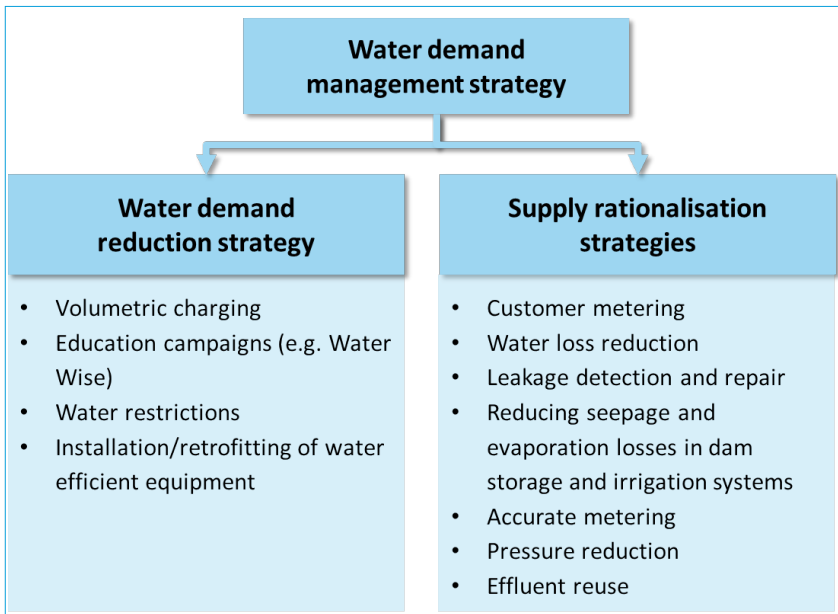 Water demand
management strategy
Water demand
reduction strategy
• Volumetric charging
• Education campaigns (e.g. Water
Wise)
• Water restrictions
• Installation/retrofitting of water
efficient equipment
Supply rationalisation
strategies
• Customer metering
• Water loss reduction
• Leakage detection and repair
• Reducing seepage and
evaporation losses in dam
storage and irrigation systems
• Accurate metering
• Pressure reduction
• Effluent reuse